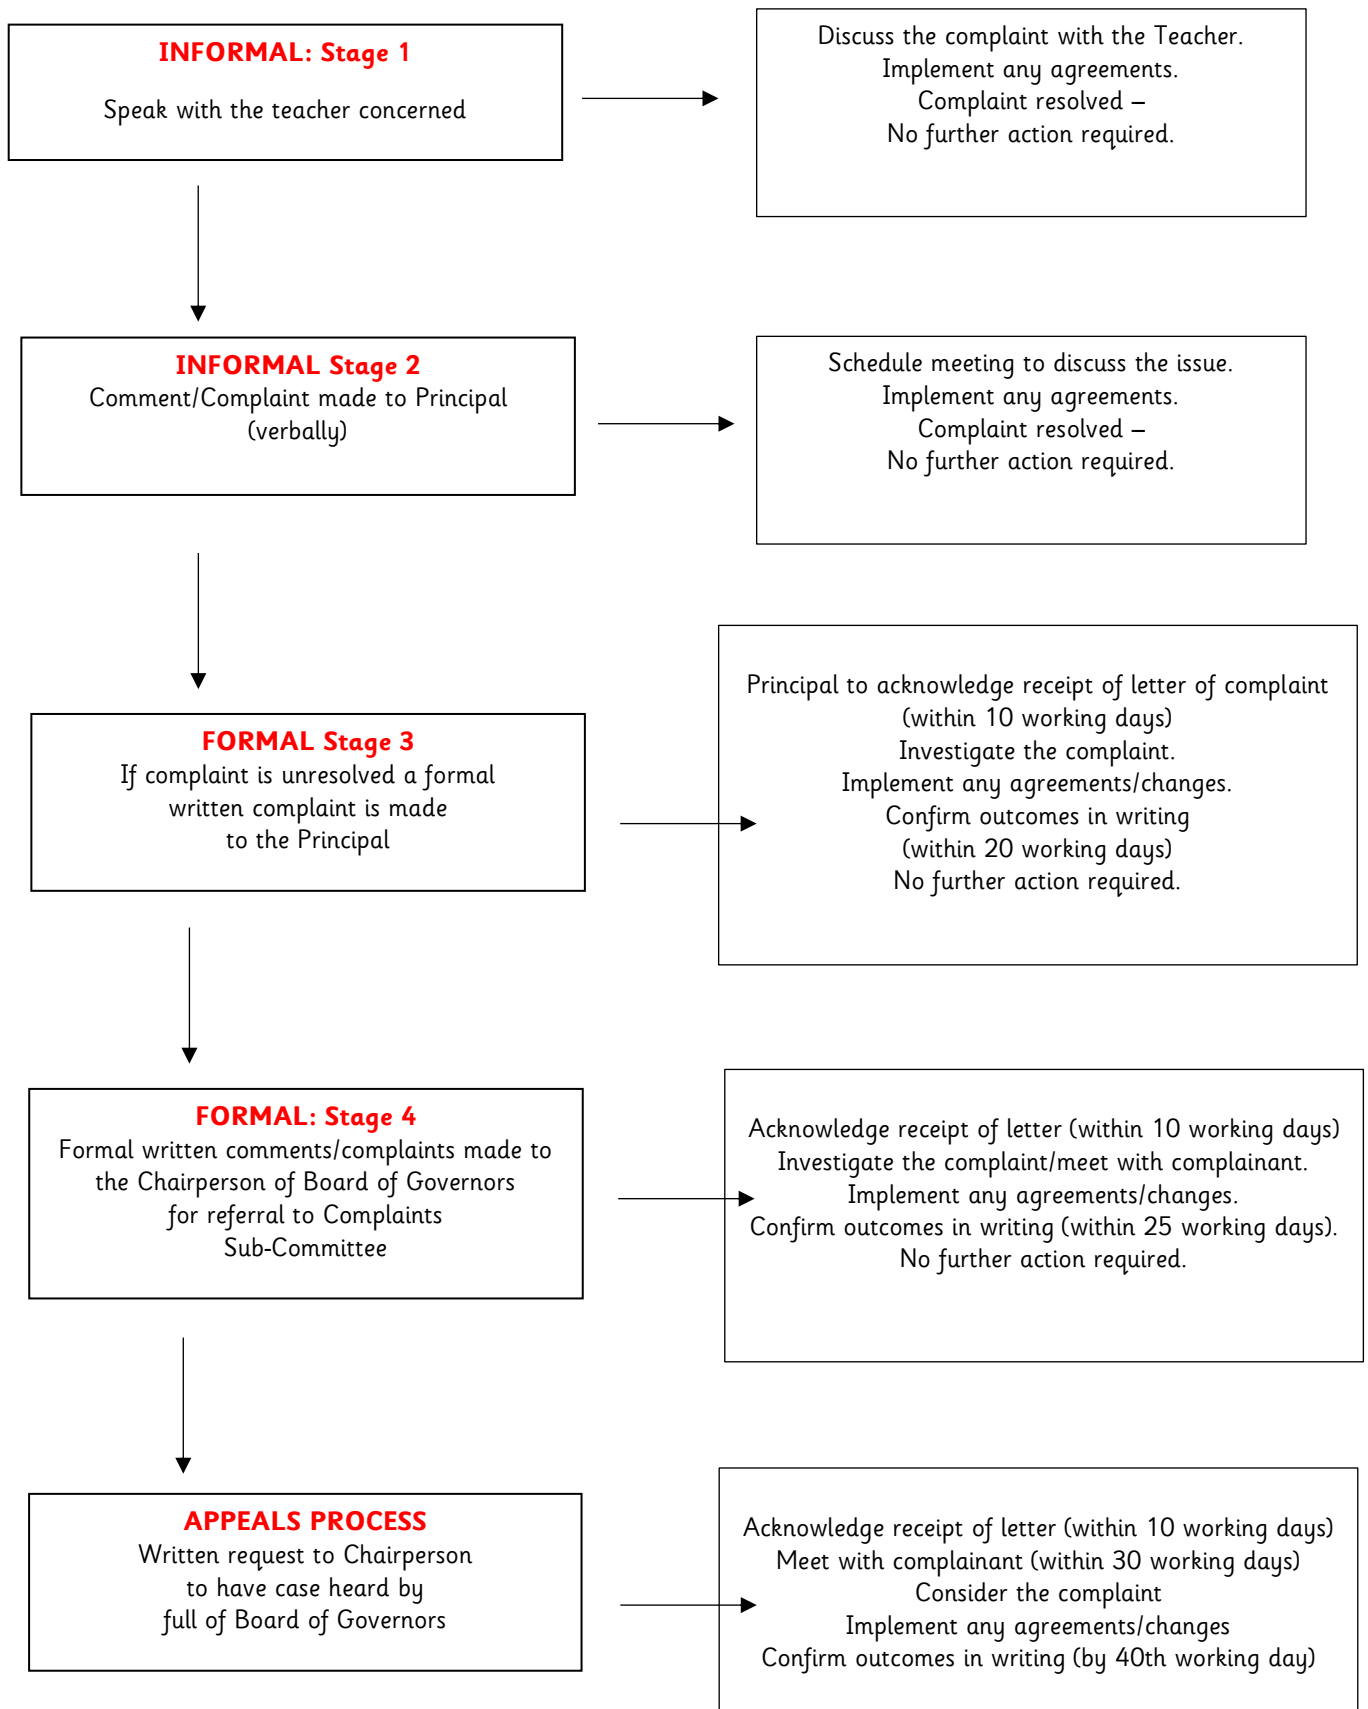 INFORMAL: Stage 1
Speak with the teacher concerned
Discuss the complaint with the Teacher.
Implement any agreements.
Complaint resolved –
No further action required.
INFORMAL Stage 2
Comment/Complaint made to Principal
(verbally)
Schedule meeting to discuss the issue.
Implement any agreements.
Complaint resolved –
No further action required.
FORMAL Stage 3
If complaint is unresolved a formal
written complaint is made
to the Principal
Principal to acknowledge receipt of letter of complaint
(within 10 working days)
Investigate the complaint.
Implement any agreements/changes.
Confirm outcomes in writing
(within 20 working days)
No further action required.
FORMAL: Stage 4
Formal written comments/complaints made to
the Chairperson of Board of Governors
for referral to Complaints
Sub-Committee
Acknowledge receipt of letter (within 10 working days)
Investigate the complaint/meet with complainant.
Implement any agreements/changes.
Confirm outcomes in writing (within 25 working days).
No further action required.
APPEALS PROCESS
Written request to Chairperson
to have case heard by
full of Board of Governors
Acknowledge receipt of letter (within 10 working days)
Meet with complainant (within 30 working days)
Consider the complaint
Implement any agreements/changes
Confirm outcomes in writing (by 40th working day)